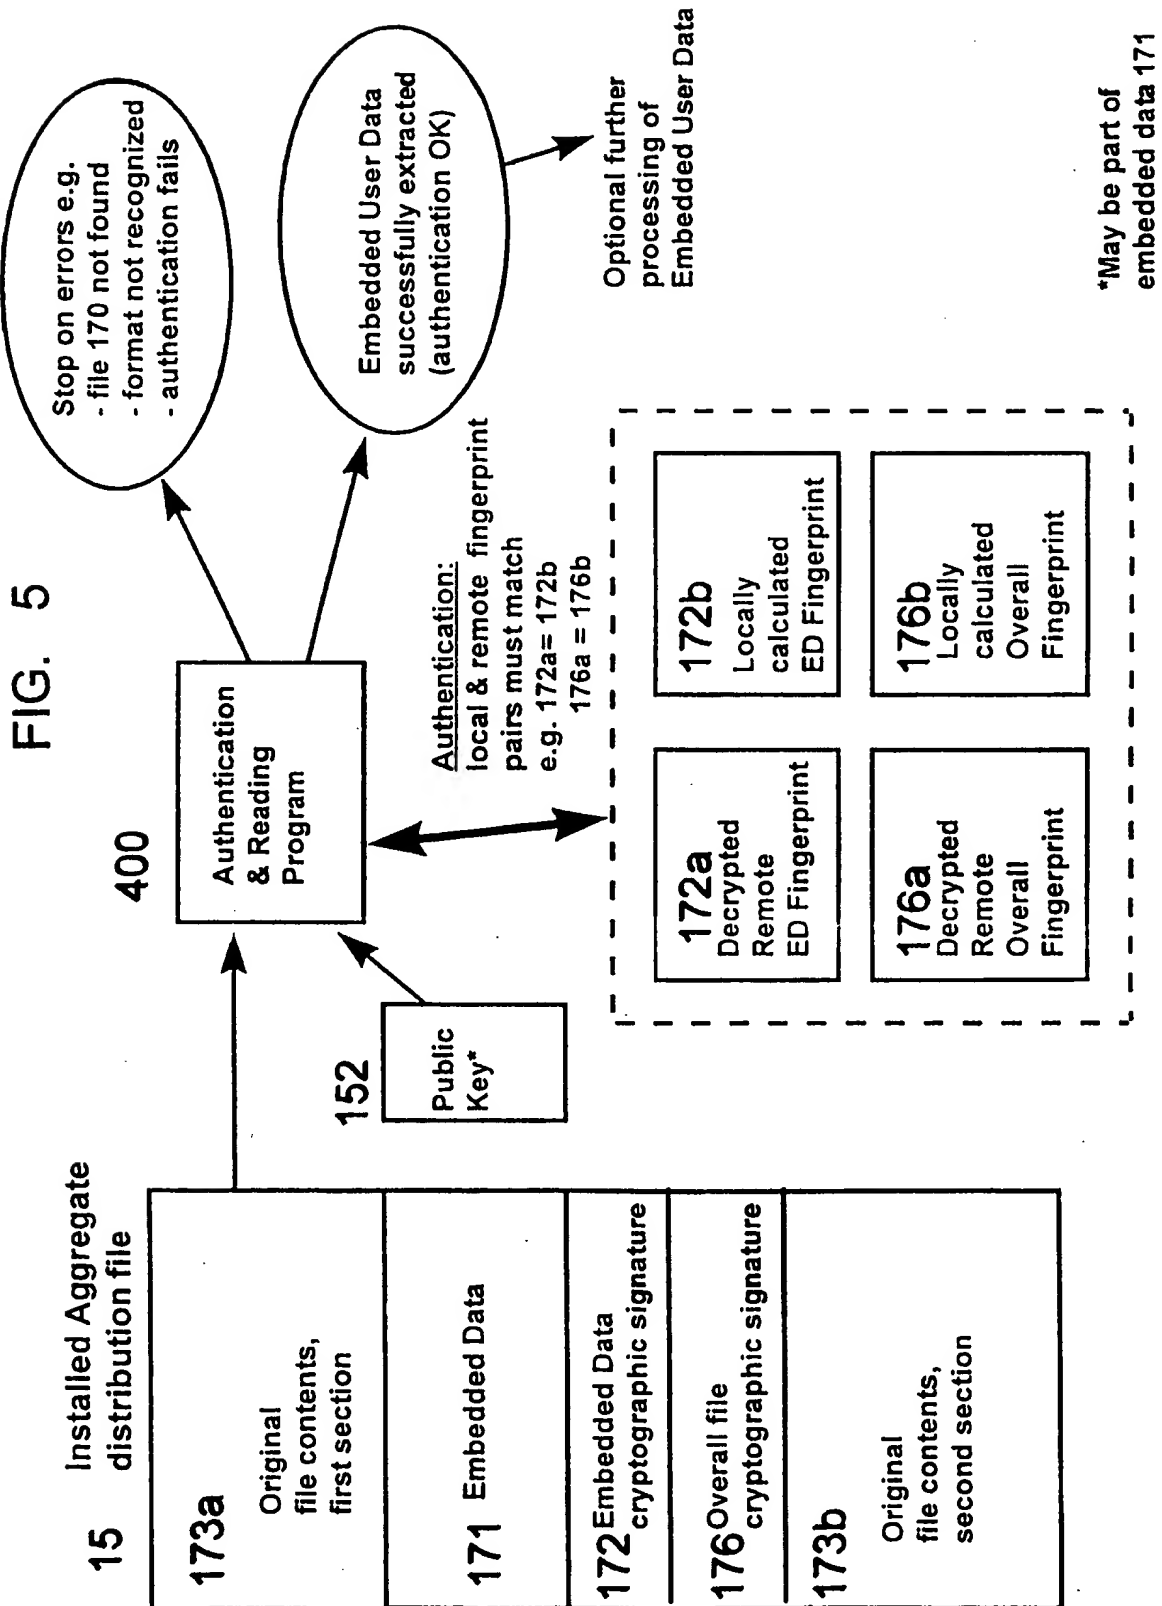 FIG. 5
15 Installed Aggregate
distribution file
173a
Original
file contents,
first section
171 Embedded Data
172 Embedded Data
cryptographic signature
176 Overall file
cryptographic signature
173b
Original
file contents,
second section
152
Public
Key*
400
Authentication
& Reading
Program
Stop on errors e.g.
- file 170 not found
- format not recognized
- authentication fails
Embedded User Data
successfully extracted
(authentication OK)
Optional further
processing of
Embedded User Data
Authentication:
local & remote fingerprint
pairs must match
e.g. 172a= 172b
176a = 176b
172a
Decrypted
Remote
ED Fingerprint
172b
Locally
calculated
ED Fingerprint
176a
Decrypted
Remote
Overall
Fingerprint
176b
Locally
calculated
Overall
Fingerprint
*May be part of
embedded data 171